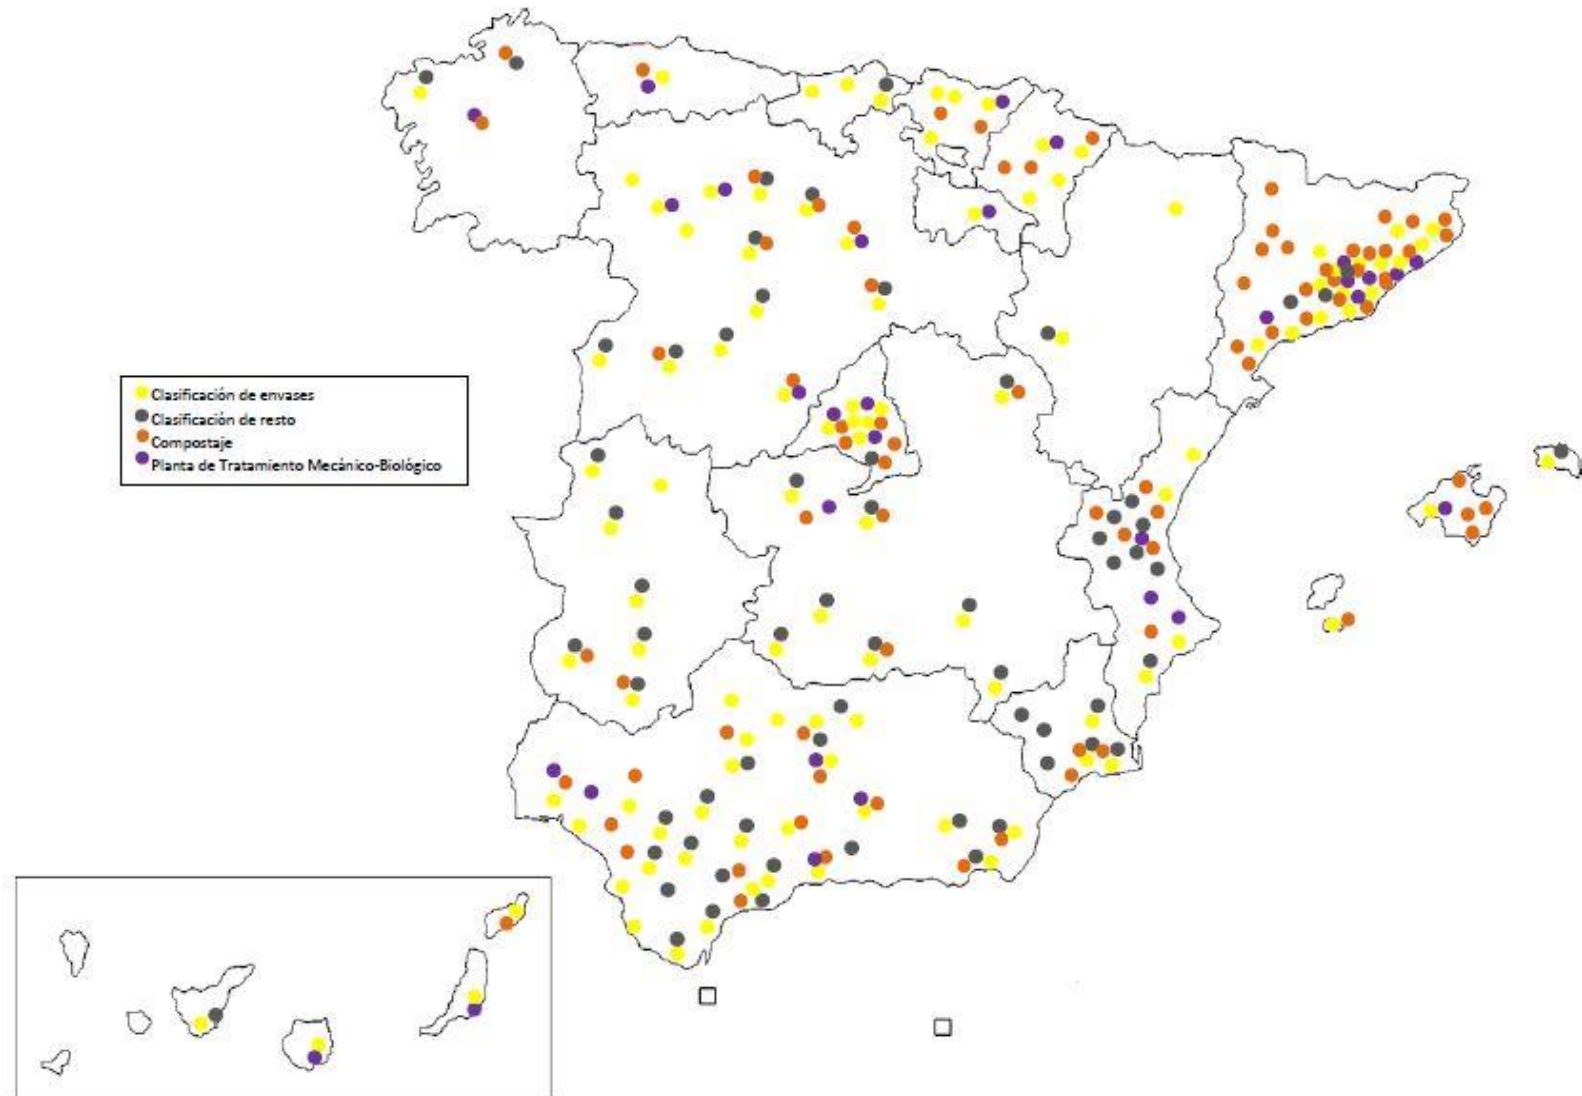 Clasificación de envases
Clasificación de resto
Compostaje
Planta de Tratamiento Mecánico-Biológico